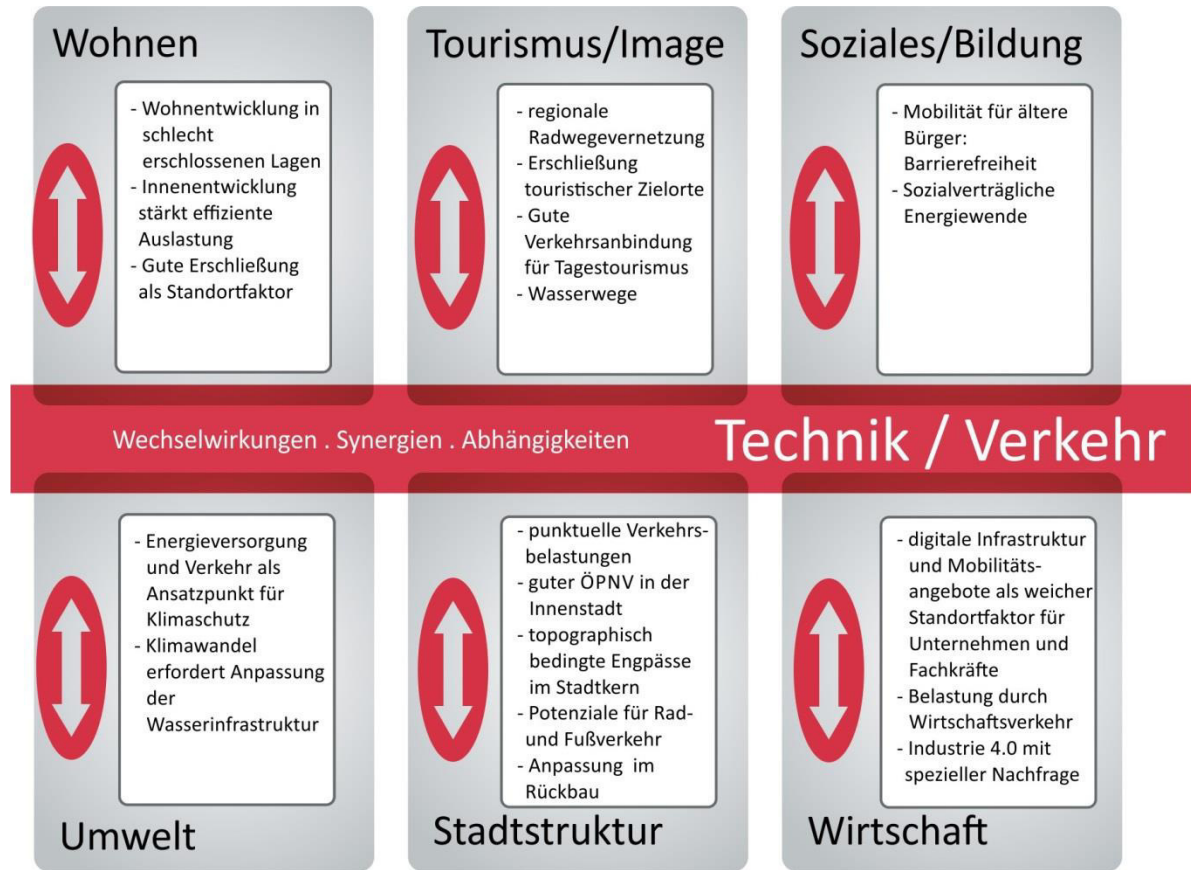 Wohnen
- Wohnentwicklung in
schlecht
erschlossenen Lagen
- Innenentwicklung
stärkt effiziente
Auslastung
- Gute Erschließung
als Standortfaktor
Tourismus/Image
- regionale
Radwegevernetzung
- Erschließung
touristischer Zielorte
- Gute
Verkehrsanbindung
für Tagestourismus
- Wasserwege
Soziales/Bildung
- Mobilität für ältere
Bürger:
Barrierefreiheit
- Sozialverträgliche
Energiewende
Wechselwirkungen . Synergien . Abhängigkeiten
Technik / Verkehr
- Energieversorgung
und Verkehr als
Ansatzpunkt für
Klimaschutz
- Klimawandel
erfordert Anpassung
der
Wasserinfrastruktur
Umwelt
- punktuelle Verkehrs-
belastungen
- guter ÖPNV in der
Innenstadt
- topographisch
bedingte Engpässe
im Stadtkern
- Potenziale für Rad-
und Fußverkehr
- Anpassung im
Rückbau
Stadtstruktur
- digitale Infrastruktur
und Mobilitäts-
angebote als weicher
Standortfaktor für
Unternehmen und
Fachkräfte
- Belastung durch
Wirtschaftsverkehr
- Industrie 4.0 mit
spezieller Nachfrage
Wirtschaft